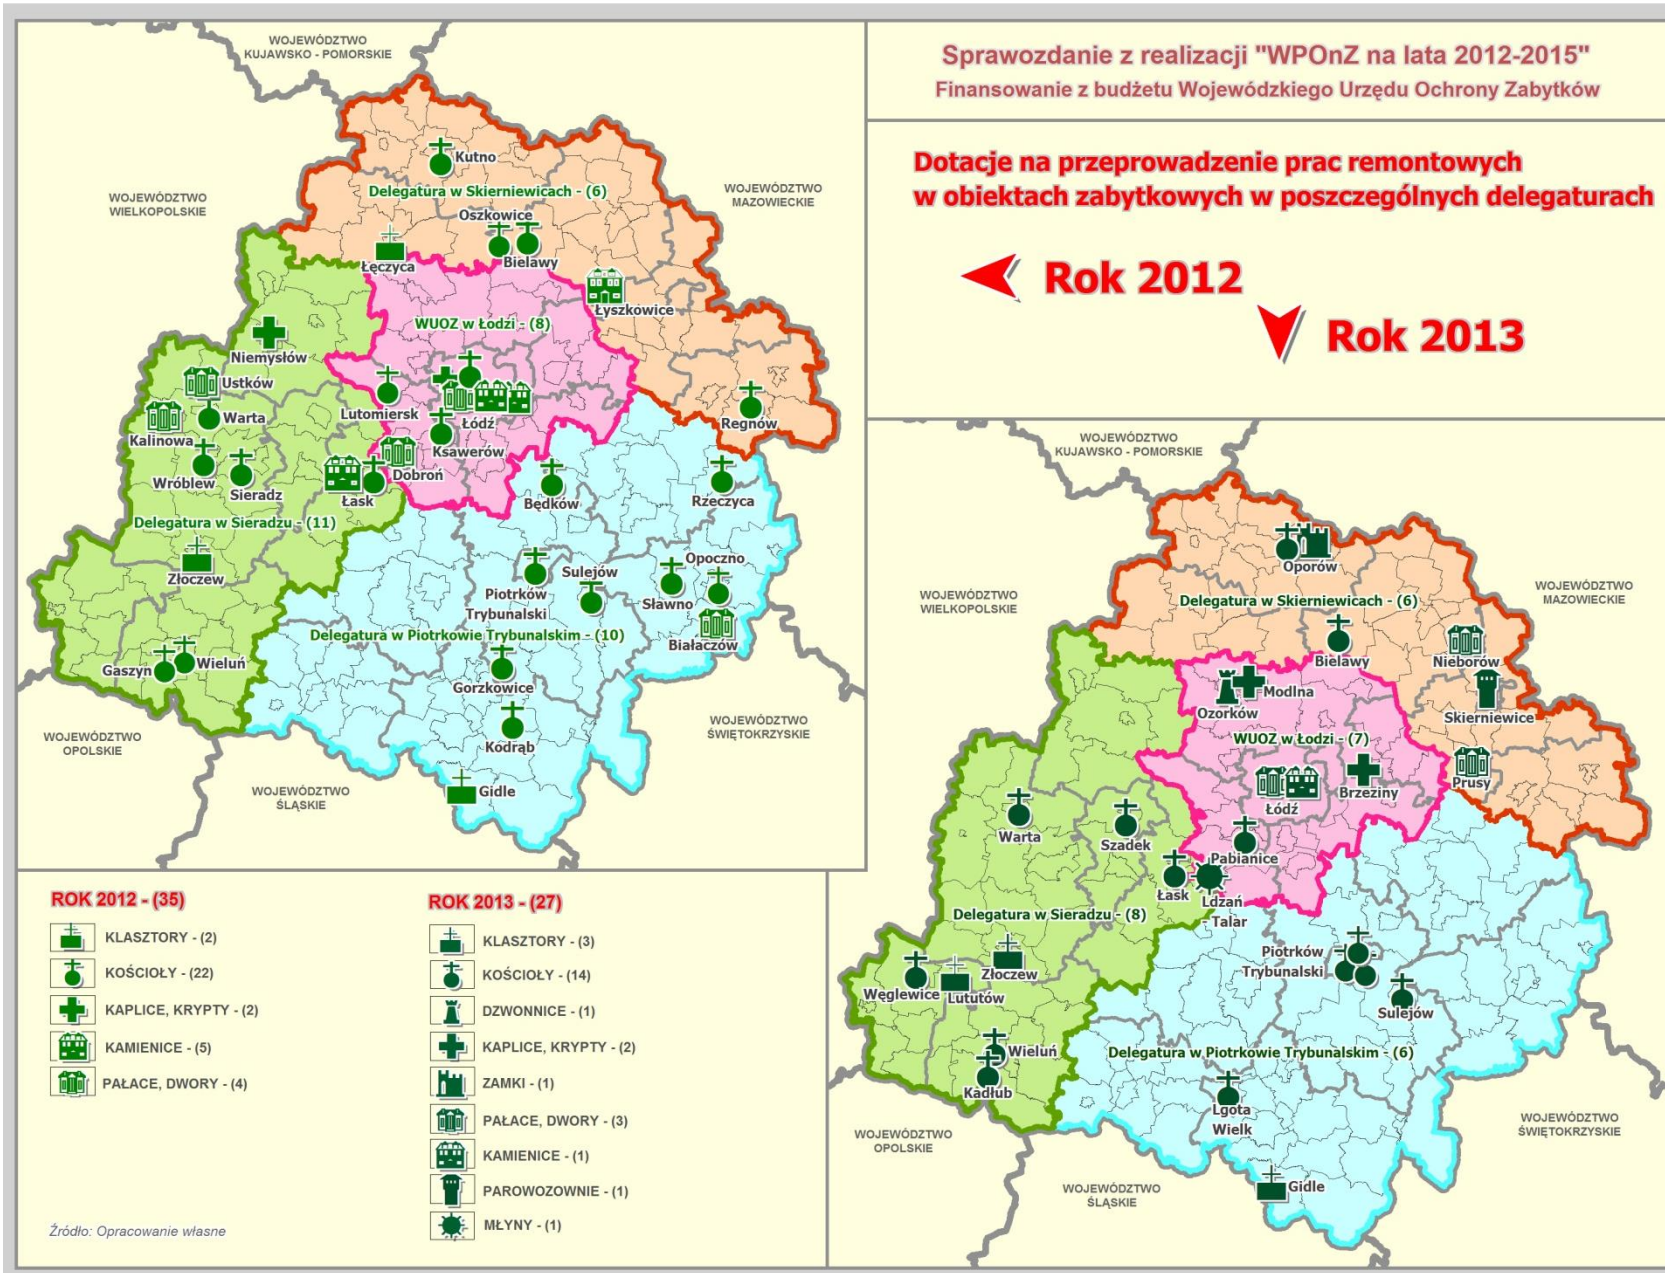 Sprawozdanie z realizacji "WPOnZ na lata 2012-2015"
Finansowanie z budżetu Wojewódzkiego Urzędu Ochrony Zabytków
Dotacje na przeprowadzenie prac remontowych
w obiektach zabytkowych w poszczególnych delegaturach
Rok 2012
Rok 2013
WOJEWÓDZTWO
KUJAWSKO - POMORSKIE
WOJEWÓDZTWO
WIELKOPOLSKIE
WOJEWÓDZTWO
MAZOWIECKIE
Kutno
Delegatura w Skierniewicach - (6)
Oszkowice
Bielawy
Łęczyca
Łyszkowice
WUOZ w Łodzi - (8)
Niemysłów
Ustków
Warta
Kalinowa
Lutomiersk
Łódź
Ksawerów
Regnów
Wróblew
Sieradz
Łask
Dobroń
Będków
Rzeczyca
Delegatura w Sieradzu - (11)
Złoczew
Piotrków
Trybunalski
Sulejów
Opoczno
Sławno
Delegatura w Piotrkowie Trybunalskim - (10)
Białaczów
Gaszyn
Wieluń
Gorzkowice
Kodrąb
Gidle
WOJEWÓDZTWO
OPOLSKIE
WOJEWÓDZTWO
ŚLĄSKIE
WOJEWÓDZTWO
ŚWIĘTOKRZYSKIE
WOJEWÓDZTWO
KUJAWSKO - POMORSKIE
WOJEWÓDZTWO
WIELKOPOLSKIE
WOJEWÓDZTWO
MAZOWIECKIE
Oporów
Delegatura w Skierniewicach - (6)
Bielawy
Nieborów
Modlna
Ozorków
Skierniewice
WUOZ w Łodzi - (7)
Prusy
Brzeziny
Łódź
Warta
Szadek
Pabianice
Łask
Ldzań
- Talar
Delegatura w Sieradzu - (8)
Piotrków
Trybunalski
Złoczew
Węglewice
Lututów
Sulejów
Wieluń
Delegatura w Piotrkowie Trybunalskim - (6)
Kadłub
Lgota
Wielk
Gidle
WOJEWÓDZTWO
OPOLSKIE
WOJEWÓDZTWO
ŚLĄSKIE
WOJEWÓDZTWO
ŚWIĘTOKRZYSKIE
ROK 2012 - (35)
KLASZTORY - (2)
KOŚCIOŁY - (22)
KAPLICE, KRYPTY - (2)
KAMIENICE - (5)
PAŁACE, DWORY - (4)
ROK 2013 - (27)
KLASZTORY - (3)
KOŚCIOŁY - (14)
DZWONNICE - (1)
KAPLICE, KRYPTY - (2)
ZAMKI - (1)
PAŁACE, DWORY - (3)
KAMIENICE - (1)
PAROWOZOWNIE - (1)
MŁYNY - (1)
Źródło: Opracowanie własne